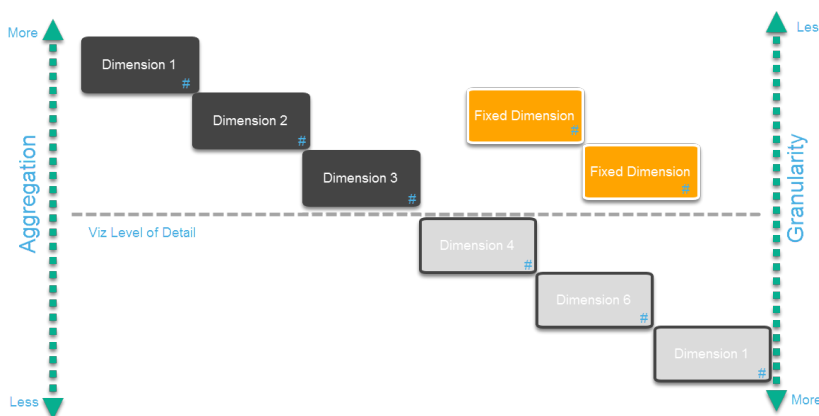 More
Less
Dimension 1
#
Dimension 2
#
Fixed Dimension
#
Aggregation
Granularity
Fixed Dimension
#
Dimension 3
#
Viz Level of Detail
Dimension 4
#
Dimension 6
#
Dimension 1
#
Less
More